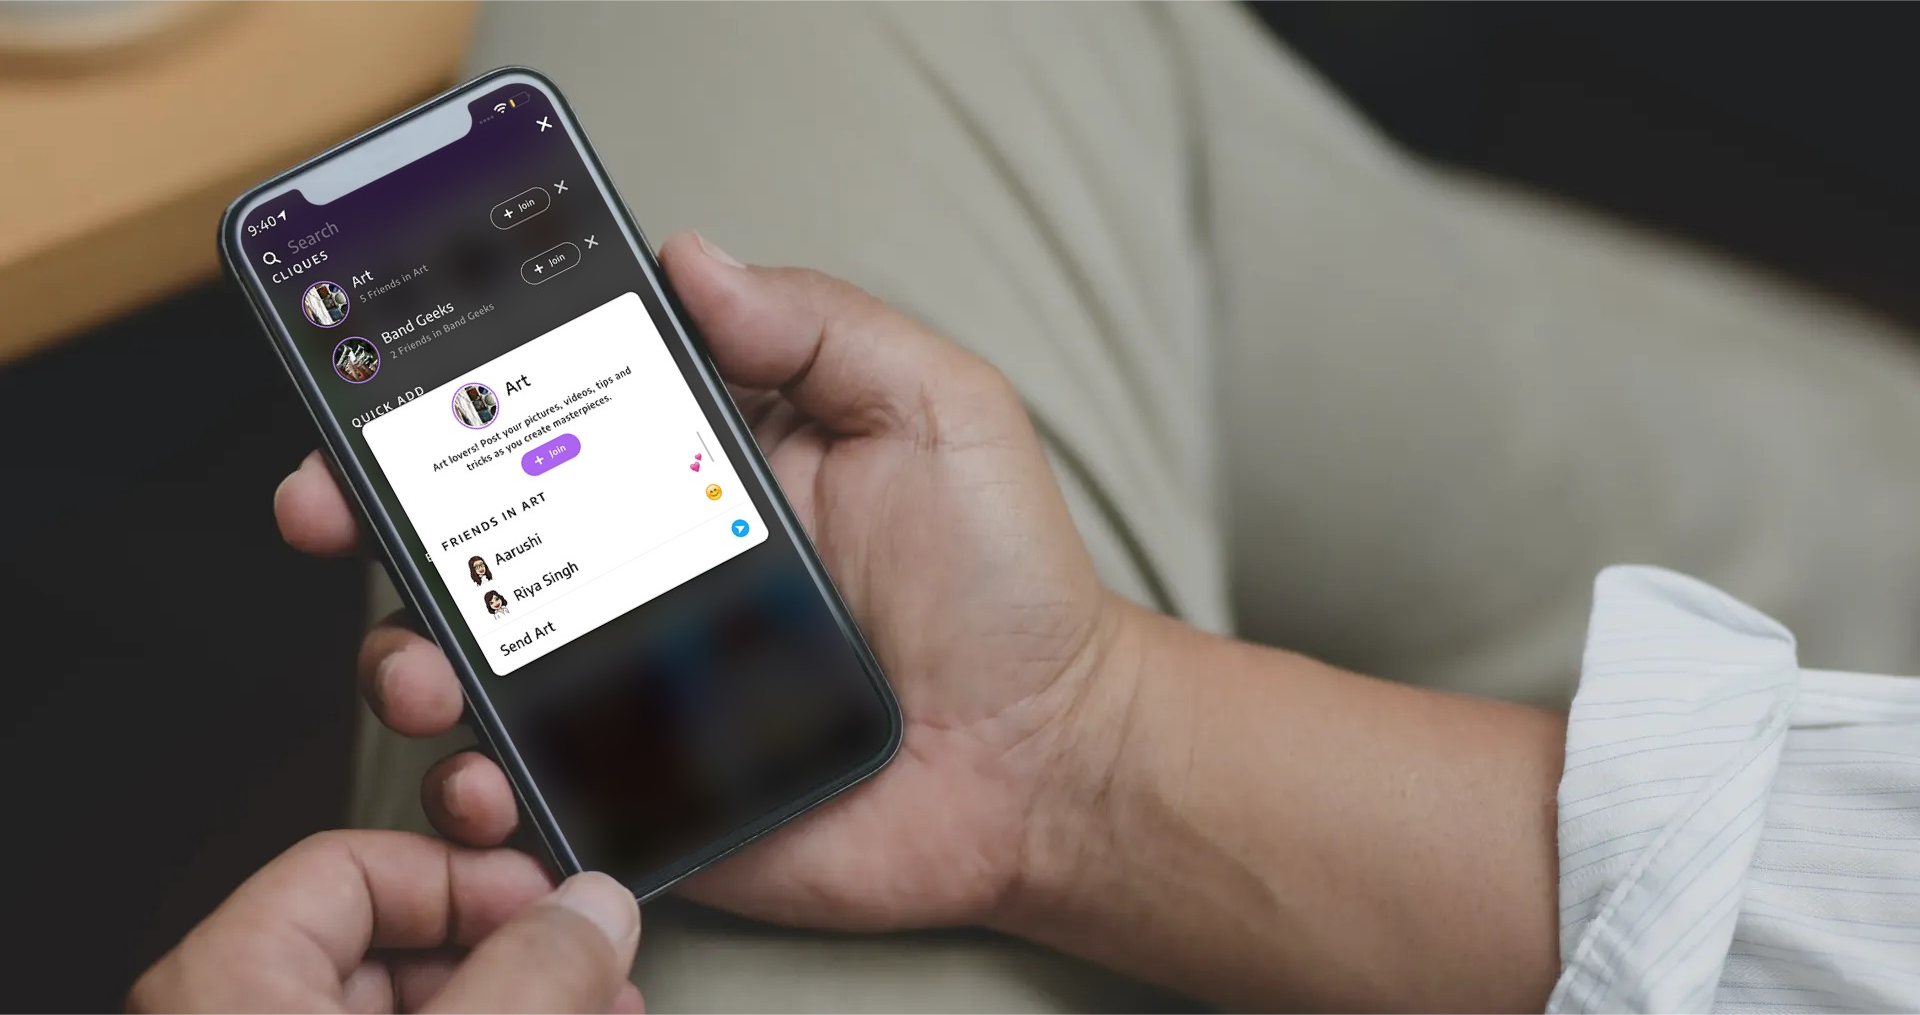 9:40
Search
CLIQUES
Art
5 Friends in Art
+ Join
Band Geeks
2 Friends in Band Geeks
+ Join
QUICK ADD
Art
Art lovers! Post your pictures, videos, tips and
tricks as you create masterpieces.
+ Join
FRIENDS IN ART
Aarushi
Riya Singh
Send Art